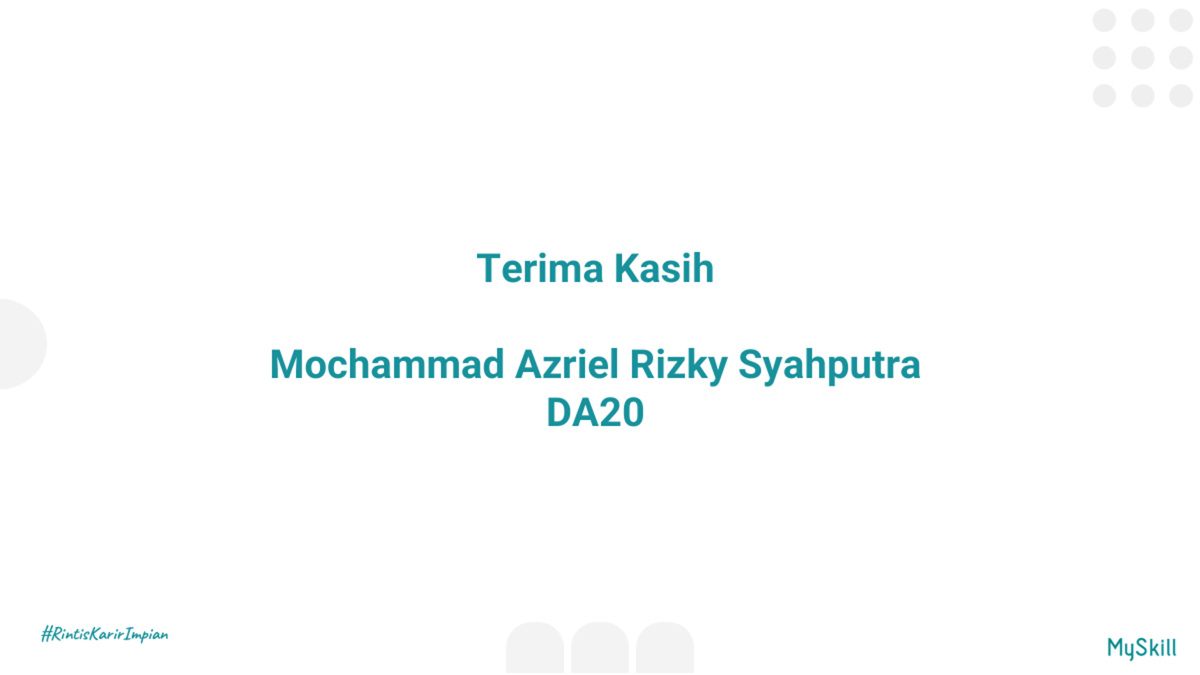 Terima Kasih
Mochammad Azriel Rizky Syahputra
DA20
#RintisKarirImpian
MySkill